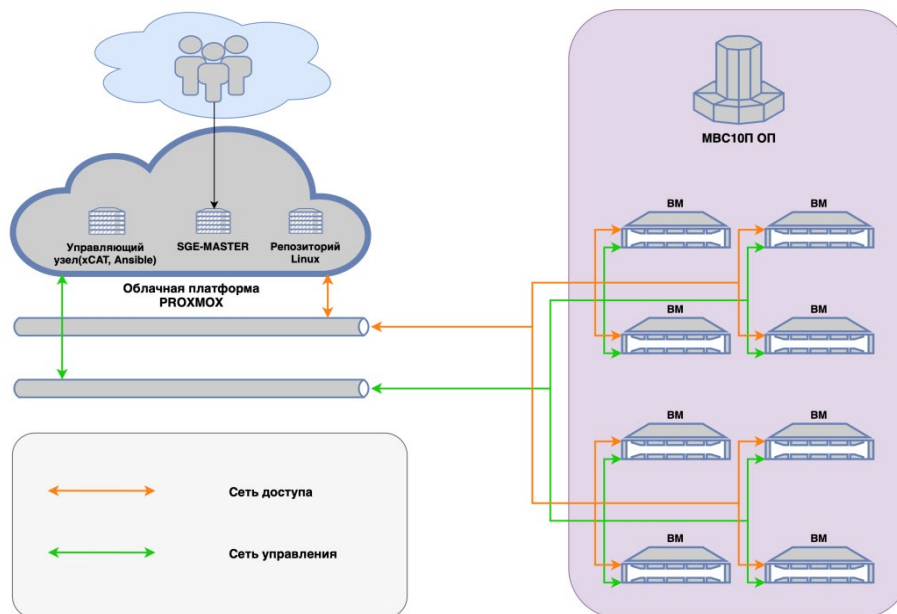 МВС10П ОП
Управляющий
узел(xCAT, Ansible)
SGE-MASTER
Репозиторий
Linux
Облачная платформа
PROXMOX
ВМ
ВМ
ВМ
ВМ
ВМ
ВМ
ВМ
ВМ
Сеть доступа
Сеть управления